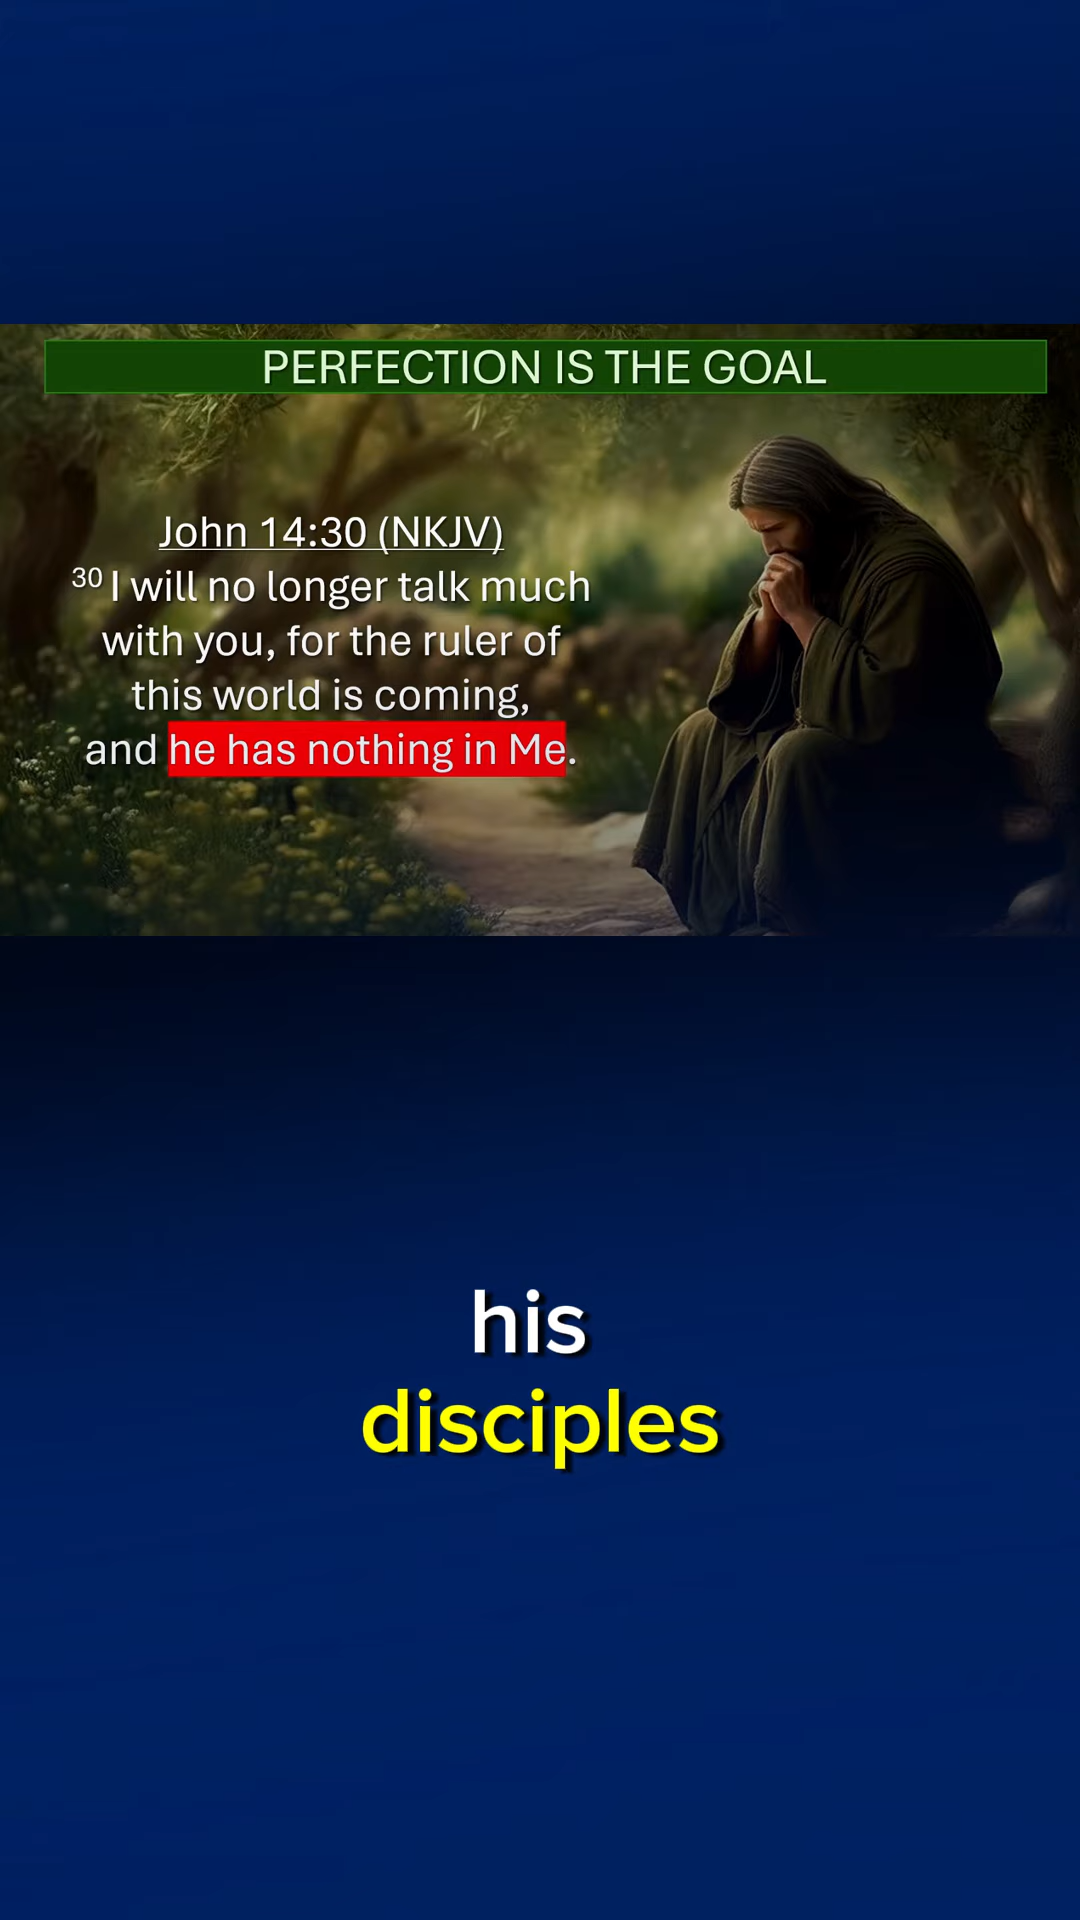 PERFECTION IS THE GOAL
John 14:30 (NKJV)
30 I will no longer talk much
with you, for the ruler of
this world is coming,
and he has nothing in Me.
his
disciples